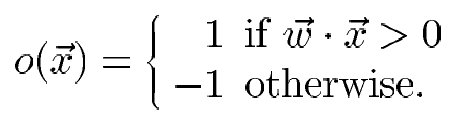 o(x⃗) = { 1 if w⃗ · x⃗ > 0
−1 otherwise.